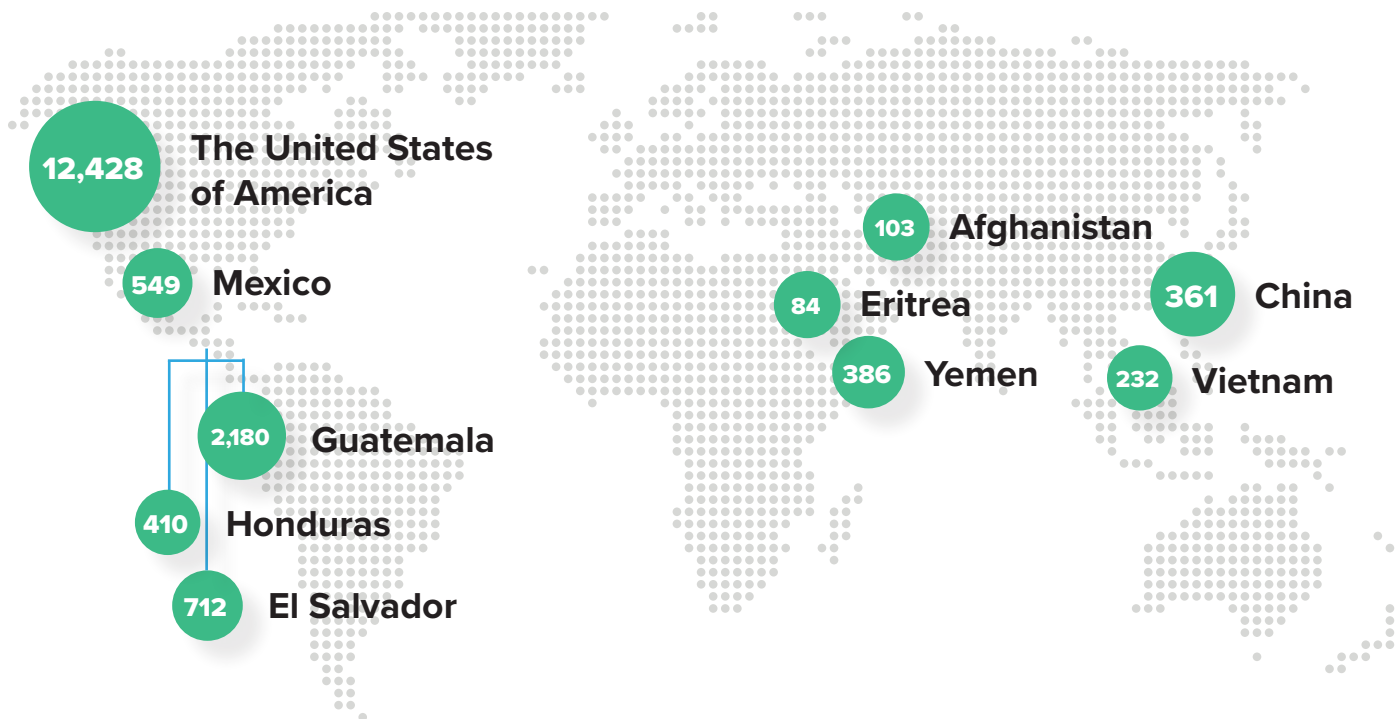 12,428
The United States
of America
549
Mexico
2,180
Guatemala
410
Honduras
712
El Salvador
103
Afghanistan
84
Eritrea
386
Yemen
361
China
232
Vietnam